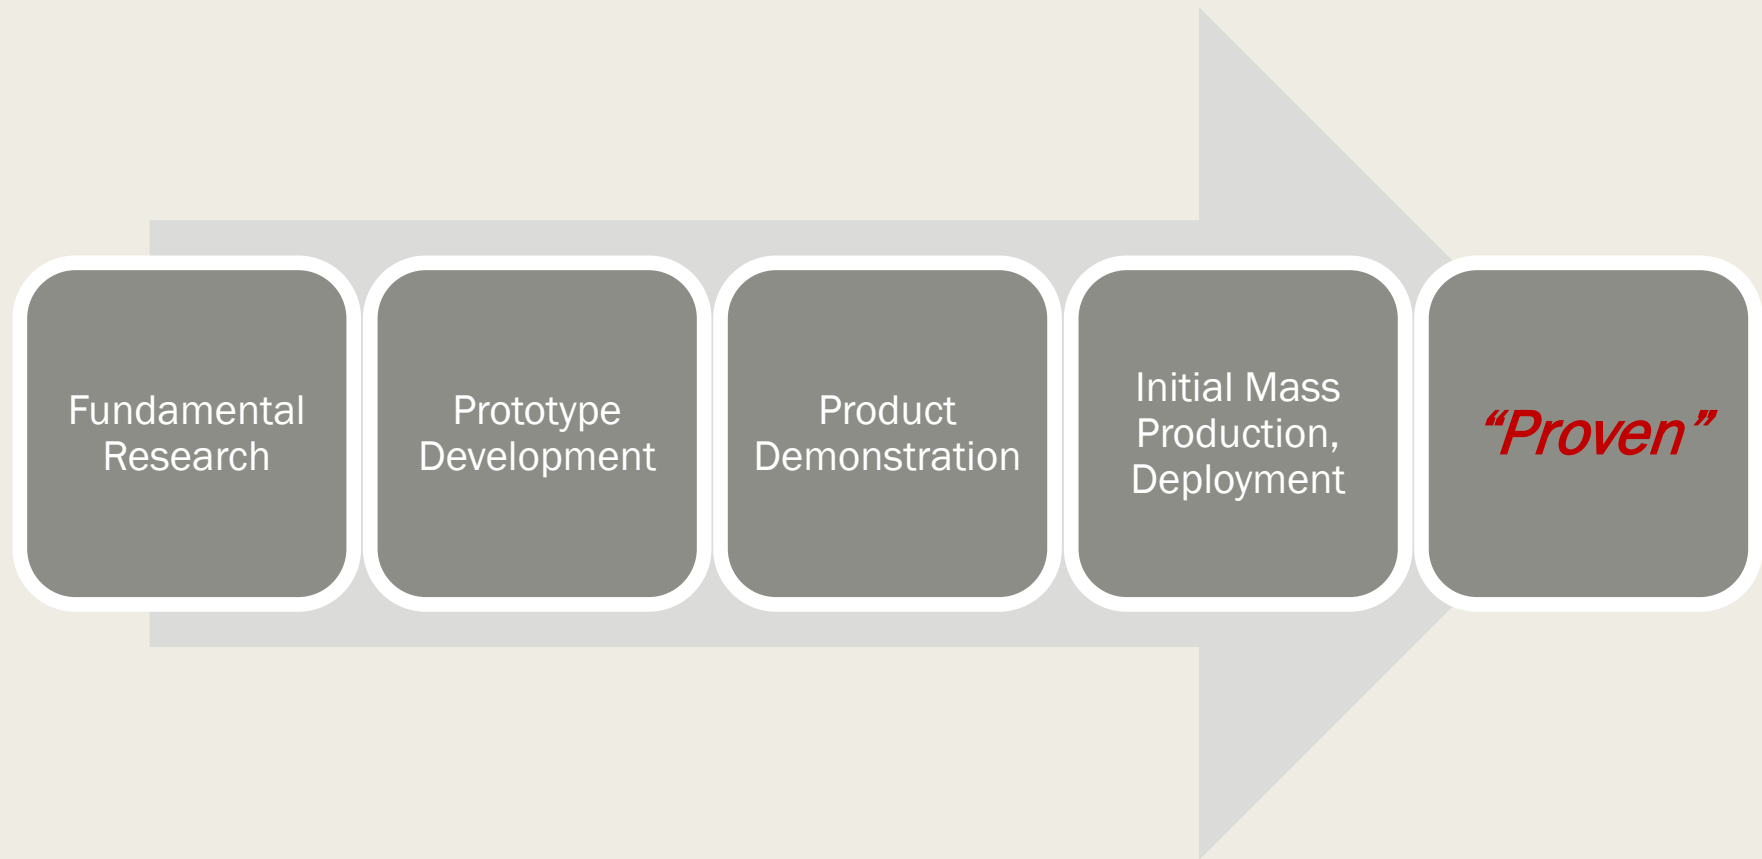 Fundamental
Research
Prototype
Development
Product
Demonstration
Initial Mass
Production,
Deployment
“Proven”